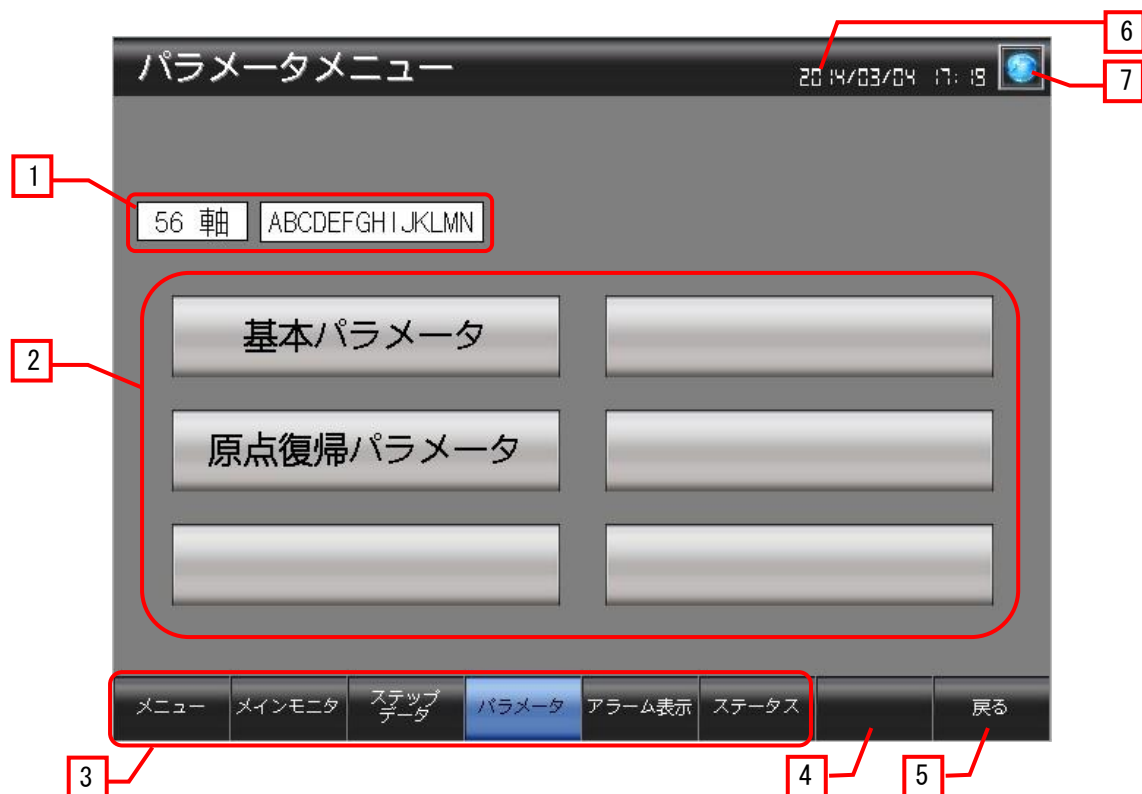 6
パラメータメニュー
2014/03/04 17:19
7
1
56 軸 ABCDEFGHIJKLMN
基本パラメータ
2
原点復帰パラメータ
メニュー メインモニタ ステップ パラメータ アラーム表示 ステータス 戻る
データ
3 4 5